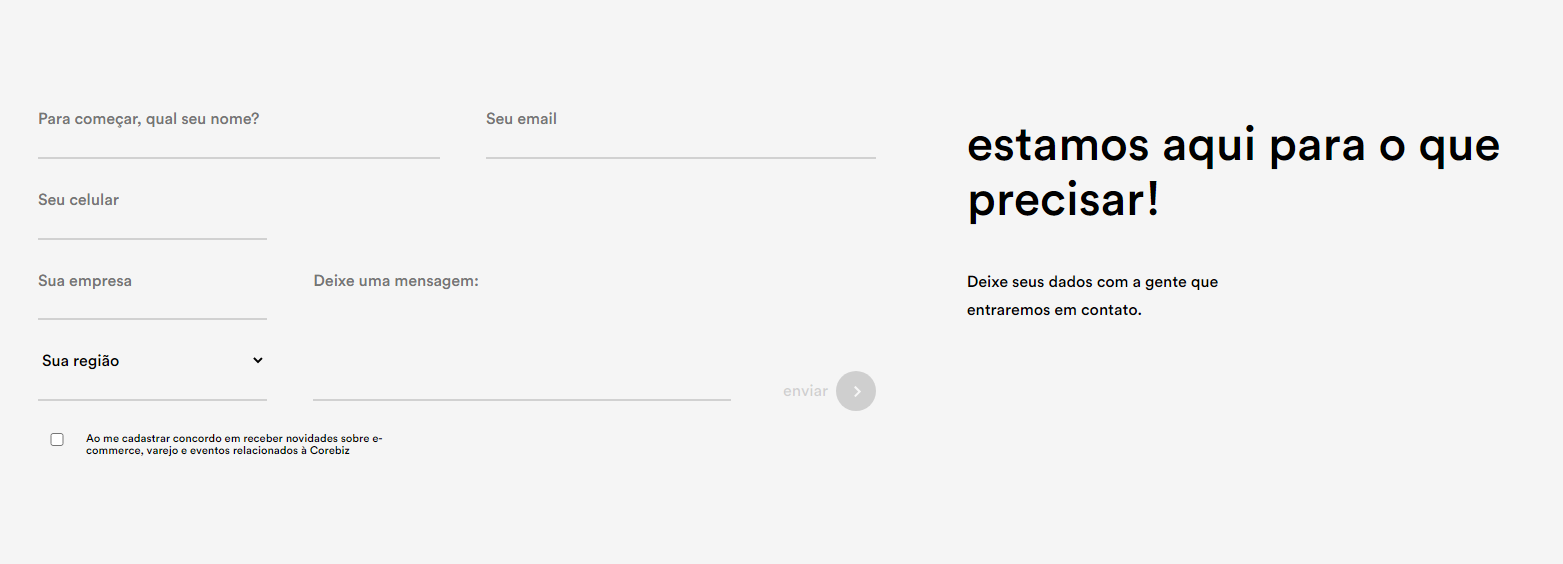 Para começar, qual seu nome?
Seu email
Seu celular
Sua empresa
Deixe uma mensagem:
Sua região
enviar
Ao me cadastrar concordo em receber novidades sobre e-
commerce, varejo e eventos relacionados à Corebiz
estamos aqui para o que
precisar!
Deixe seus dados com a gente que
entraremos em contato.